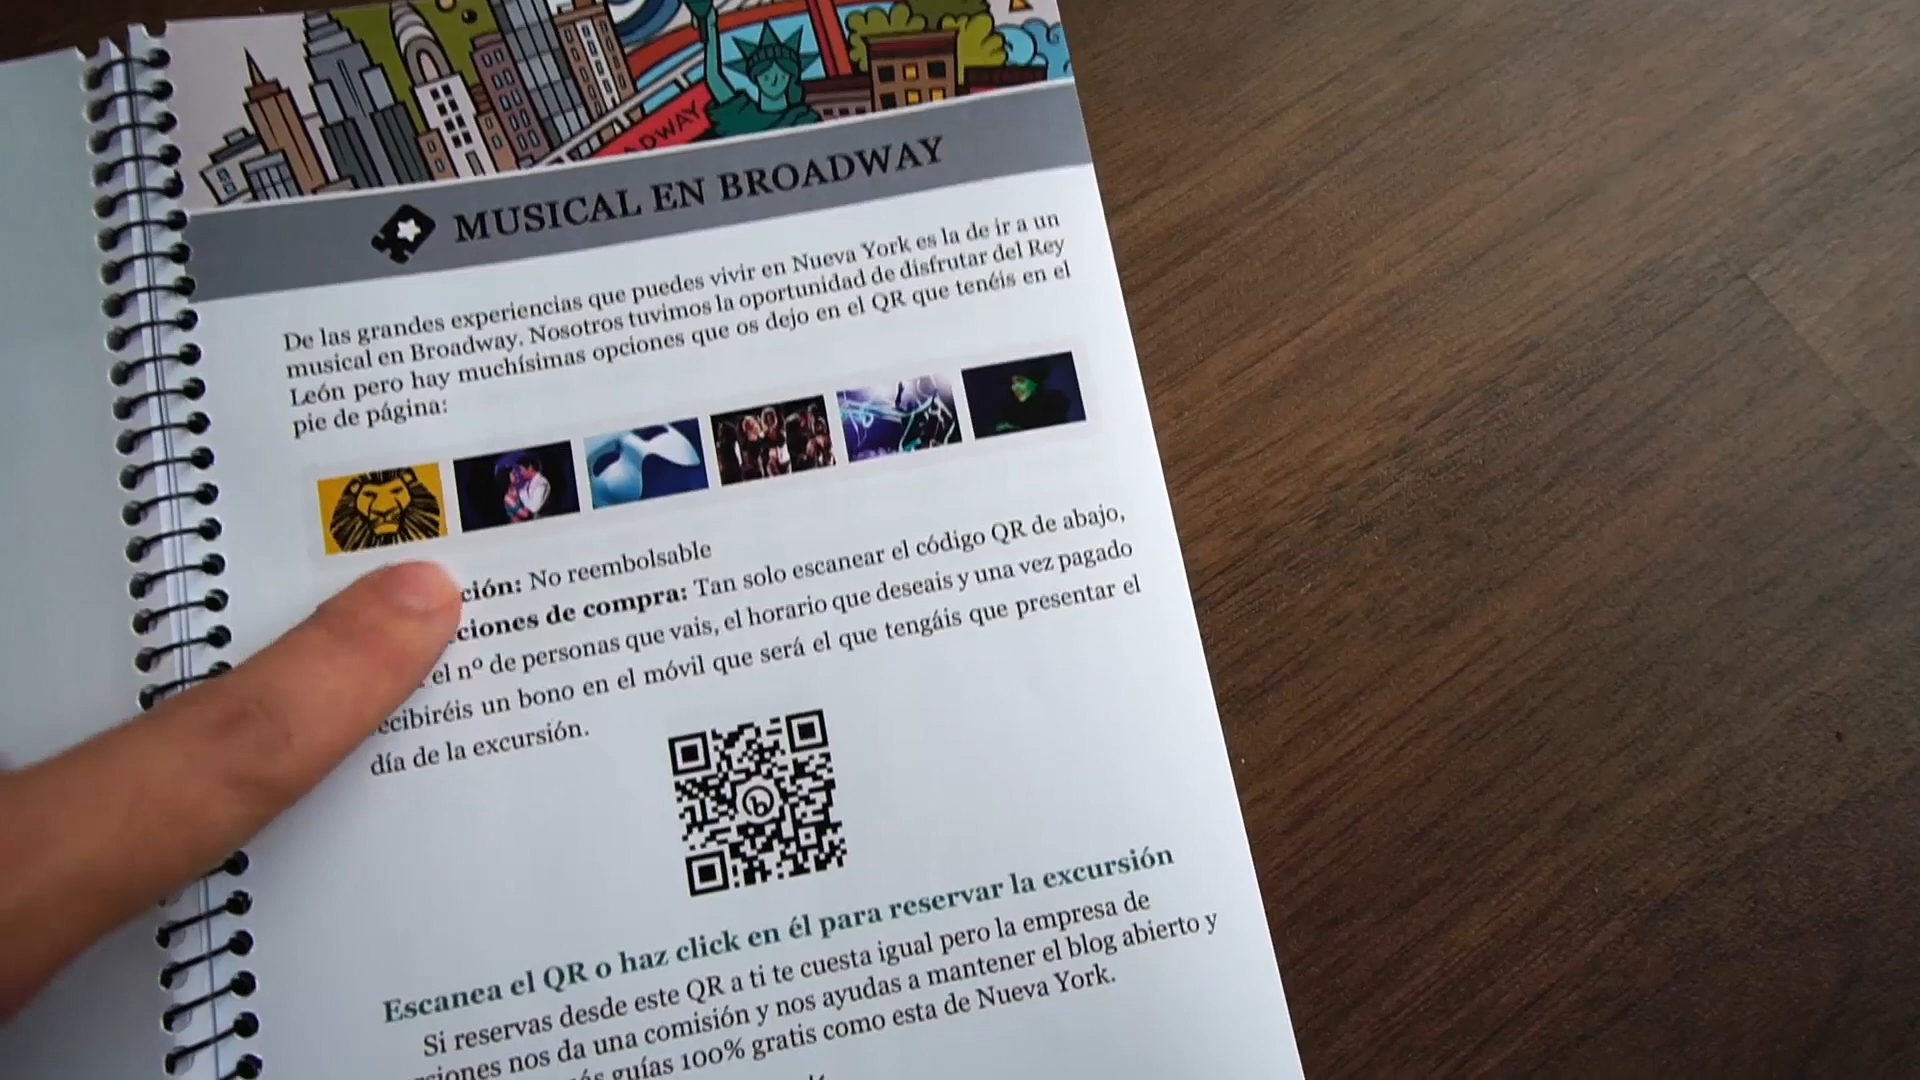 ADWAY
MUSICAL EN BROADWAY
De las grandes experiencias que puedes vivir en Nueva York es la de ir a un
musical en Broadway. Nosotros tuvimos la oportunidad de disfrutar del Rey
León pero hay muchísimas opciones que os dejo en el QR que tenéis en el
pie de página:
ción: No reembolsable
ciones de compra: Tan solo escanear el código QR de abajo,
el nº de personas que vais, el horario que deseais y una vez pagado
ecibiréis un bono en el móvil que será el que tengáis que presentar el
día de la excursión.
b
Escanea el QR o haz click en él para reservar la excursión
Si reservas desde este QR a ti te cuesta igual pero la empresa de
ciones nos da una comisión y nos ayudas a mantener el blog abierto y
guías 100% gratis como esta de Nueva York.